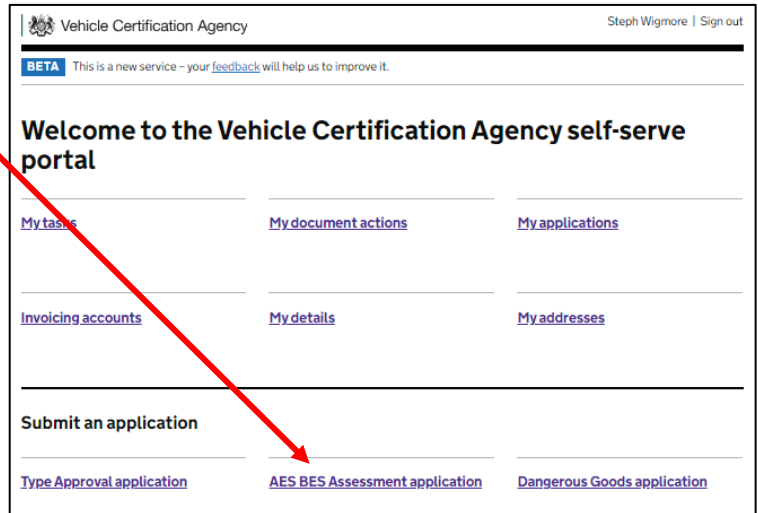 Vehicle Certification Agency
Steph Wigmore | Sign out
BETA This is a new service – your feedback will help us to improve it.
Welcome to the Vehicle Certification Agency self-serve
portal
My tasks My document actions My applications
Invoicing accounts My details My addresses
Submit an application
Type Approval application AES BES Assessment application Dangerous Goods application